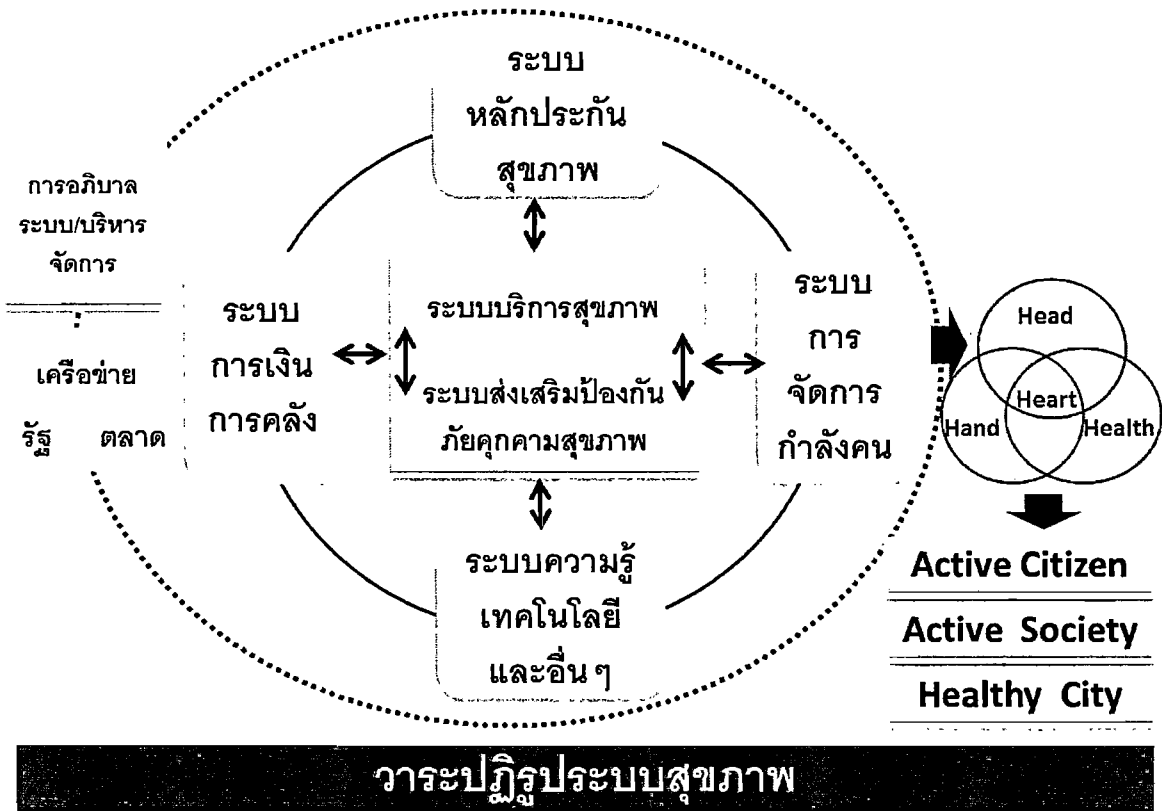 ระบบ
หลักประกัน
สุขภาพ
การอภิบาล
ระบบ/บริหาร
จัดการ
เครือข่าย
รัฐ ตลาด
ระบบ
การเงิน
การคลัง
ระบบบริการสุขภาพ
ระบบส่งเสริมป้องกัน
ภัยคุกคามสุขภาพ
ระบบ
การ
จัดการ
กำลังคน
ระบบความรู้
เทคโนโลยี
และอื่น ๆ
Head
Heart
Hand Health
Active Citizen
Active Society
Healthy City
วาระปฏิรูประบบสุขภาพ